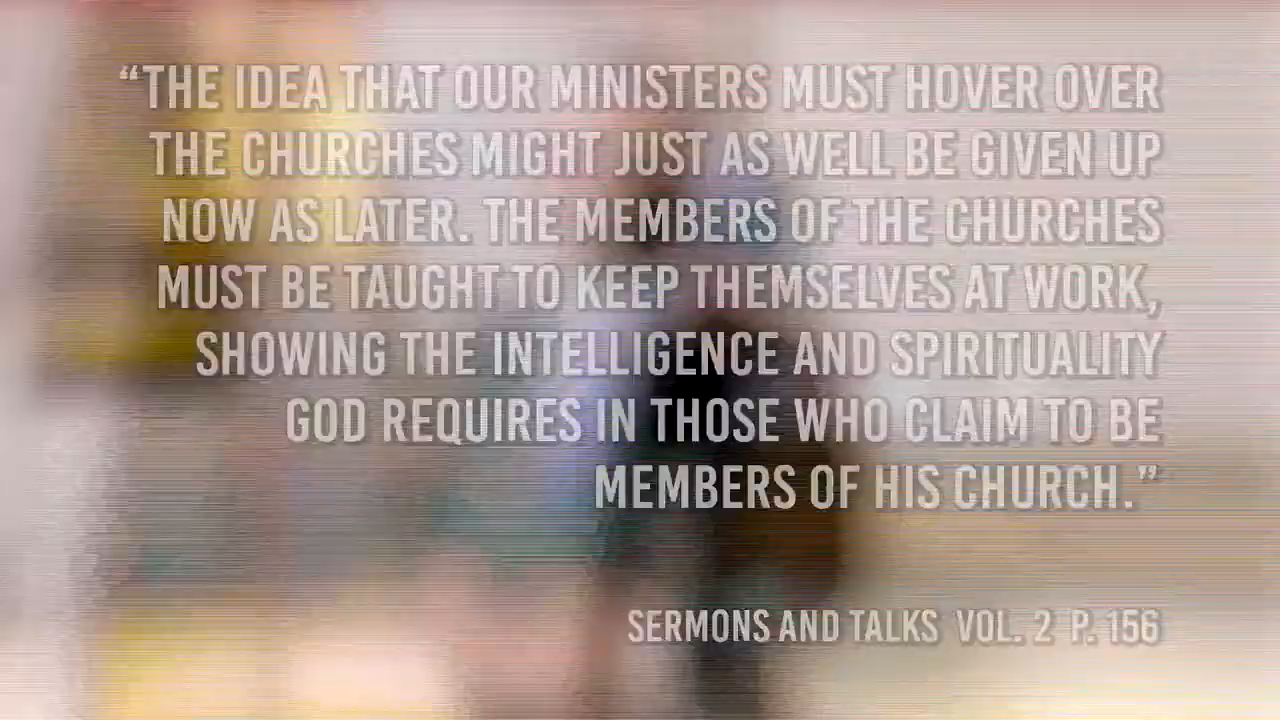 “THE IDEA THAT OUR MINISTERS MUST HOVER OVER
THE CHURCHES MIGHT JUST AS WELL BE GIVEN UP
NOW AS LATER. THE MEMBERS OF THE CHURCHES
MUST BE TAUGHT TO KEEP THEMSELVES AT WORK,
SHOWING THE INTELLIGENCE AND SPIRITUALITY
GOD REQUIRES IN THOSE WHO CLAIM TO BE
MEMBERS OF HIS CHURCH.”
SERMONS AND TALKS VOL. 2 P. 156